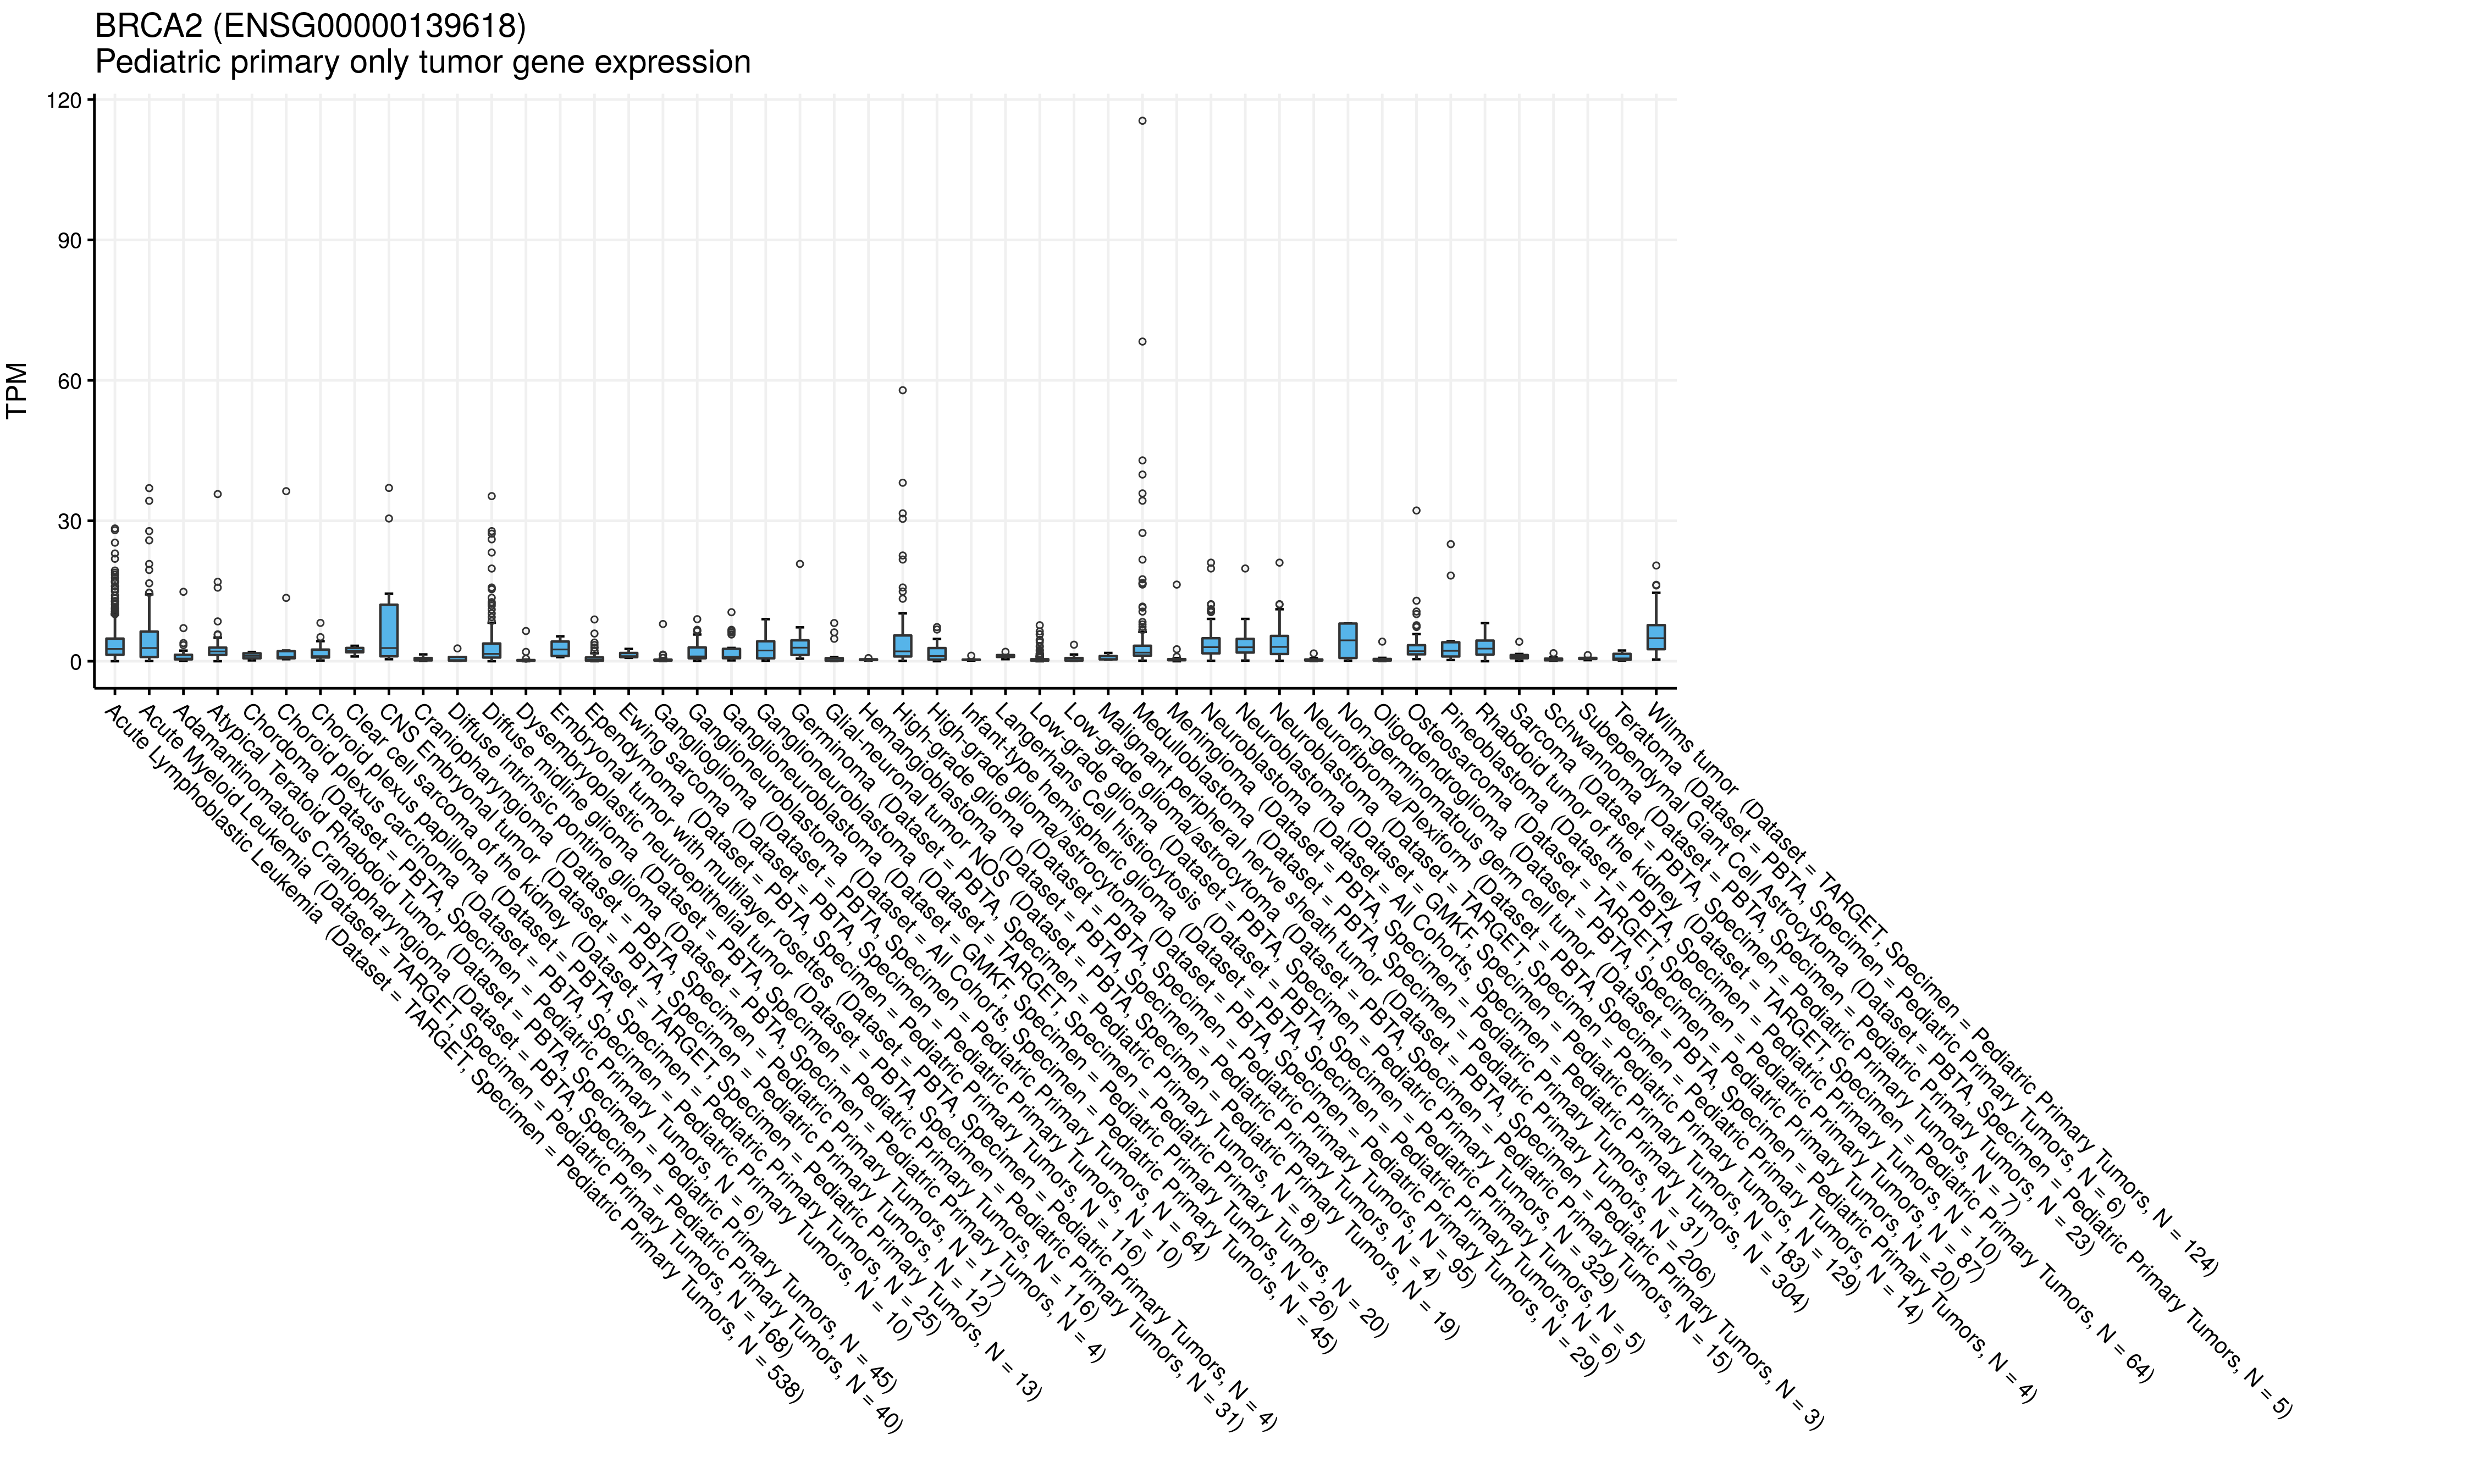 BRCA2 (ENSG00000139618)
Pediatric primary only tumor gene expression
TPM
120
90
60
30
0
Acute Lymphoblastic Leukemia (Dataset = TARGET, Specimen = Pediatric Primary Tumors, N = 538)
Acute Myeloid Leukemia (Dataset = TARGET, Specimen = Pediatric Primary Tumors, N = 168)
Adamantinomatous Craniopharyngioma (Dataset = PBTA, Specimen = Pediatric Primary Tumors, N = 40)
Atypical Teratoid Rhabdoid Tumor (Dataset = PBTA, Specimen = Pediatric Primary Tumors, N = 45)
Chordoma (Dataset = PBTA, Specimen = Pediatric Primary Tumors, N = 6)
Choroid plexus carcinoma (Dataset = PBTA, Specimen = Pediatric Primary Tumors, N = 10)
Choroid plexus papilloma (Dataset = PBTA, Specimen = Pediatric Primary Tumors, N = 25)
Clear cell sarcoma of the kidney (Dataset = TARGET, Specimen = Pediatric Primary Tumors, N = 13)
CNS Embryonal tumor (Dataset = PBTA, Specimen = Pediatric Primary Tumors, N = 12)
Craniopharyngioma (Dataset = PBTA, Specimen = Pediatric Primary Tumors, N = 17)
Diffuse intrinsic pontine glioma (Dataset = PBTA, Specimen = Pediatric Primary Tumors, N = 4)
Diffuse midline glioma (Dataset = PBTA, Specimen = Pediatric Primary Tumors, N = 116)
Dysembryoplastic neuroepithelial tumor (Dataset = PBTA, Specimen = Pediatric Primary Tumors, N = 31)
Embryonal tumor with multilayer rosettes (Dataset = PBTA, Specimen = Pediatric Primary Tumors, N = 4)
Ependymoma (Dataset = PBTA, Specimen = Pediatric Primary Tumors, N = 116)
Ewing sarcoma (Dataset = PBTA, Specimen = Pediatric Primary Tumors, N = 10)
Ganglioglioma (Dataset = PBTA, Specimen = Pediatric Primary Tumors, N = 64)
Ganglioneuroblastoma (Dataset = All Cohorts, Specimen = Pediatric Primary Tumors, N = 45)
Ganglioneuroblastoma (Dataset = GMKF, Specimen = Pediatric Primary Tumors, N = 26)
Ganglioneuroblastoma (Dataset = TARGET, Specimen = Pediatric Primary Tumors, N = 20)
Germinoma (Dataset = PBTA, Specimen = Pediatric Primary Tumors, N = 8)
Glial-neuronal tumor NOS (Dataset = PBTA, Specimen = Pediatric Primary Tumors, N = 19)
Hemangioblastoma (Dataset = PBTA, Specimen = Pediatric Primary Tumors, N = 4)
High-grade glioma (Dataset = PBTA, Specimen = Pediatric Primary Tumors, N = 95)
High-grade glioma/astrocytoma (Dataset = PBTA, Specimen = Pediatric Primary Tumors, N = 29)
Infant-type hemispheric glioma (Dataset = PBTA, Specimen = Pediatric Primary Tumors, N = 6)
Langerhans Cell histiocytosis (Dataset = PBTA, Specimen = Pediatric Primary Tumors, N = 5)
Low-grade glioma (Dataset = PBTA, Specimen = Pediatric Primary Tumors, N = 329)
Low-grade glioma/astrocytoma (Dataset = PBTA, Specimen = Pediatric Primary Tumors, N = 15)
Malignant peripheral nerve sheath tumor (Dataset = PBTA, Specimen = Pediatric Primary Tumors, N = 3)
Medulloblastoma (Dataset = PBTA, Specimen = Pediatric Primary Tumors, N = 206)
Meningioma (Dataset = PBTA, Specimen = Pediatric Primary Tumors, N = 31)
Neuroblastoma (Dataset = All Cohorts, Specimen = Pediatric Primary Tumors, N = 304)
Neuroblastoma (Dataset = GMKF, Specimen = Pediatric Primary Tumors, N = 183)
Neuroblastoma (Dataset = TARGET, Specimen = Pediatric Primary Tumors, N = 129)
Neurofibroma/Plexiform (Dataset = PBTA, Specimen = Pediatric Primary Tumors, N = 14)
Non-germinomatous germ cell tumor (Dataset = PBTA, Specimen = Pediatric Primary Tumors, N = 4)
Oligodendroglioma (Dataset = PBTA, Specimen = Pediatric Primary Tumors, N = 20)
Osteosarcoma (Dataset = TARGET, Specimen = Pediatric Primary Tumors, N = 87)
Pineoblastoma (Dataset = PBTA, Specimen = Pediatric Primary Tumors, N = 10)
Rhabdoid tumor of the kidney (Dataset = TARGET, Specimen = Pediatric Primary Tumors, N = 64)
Sarcoma (Dataset = PBTA, Specimen = Pediatric Primary Tumors, N = 7)
Schwannoma (Dataset = PBTA, Specimen = Pediatric Primary Tumors, N = 23)
Subependymal Giant Cell Astrocytoma (Dataset = PBTA, Specimen = Pediatric Primary Tumors, N = 5)
Teratoma (Dataset = PBTA, Specimen = Pediatric Primary Tumors, N = 6)
Wilms tumor (Dataset = TARGET, Specimen = Pediatric Primary Tumors, N = 124)